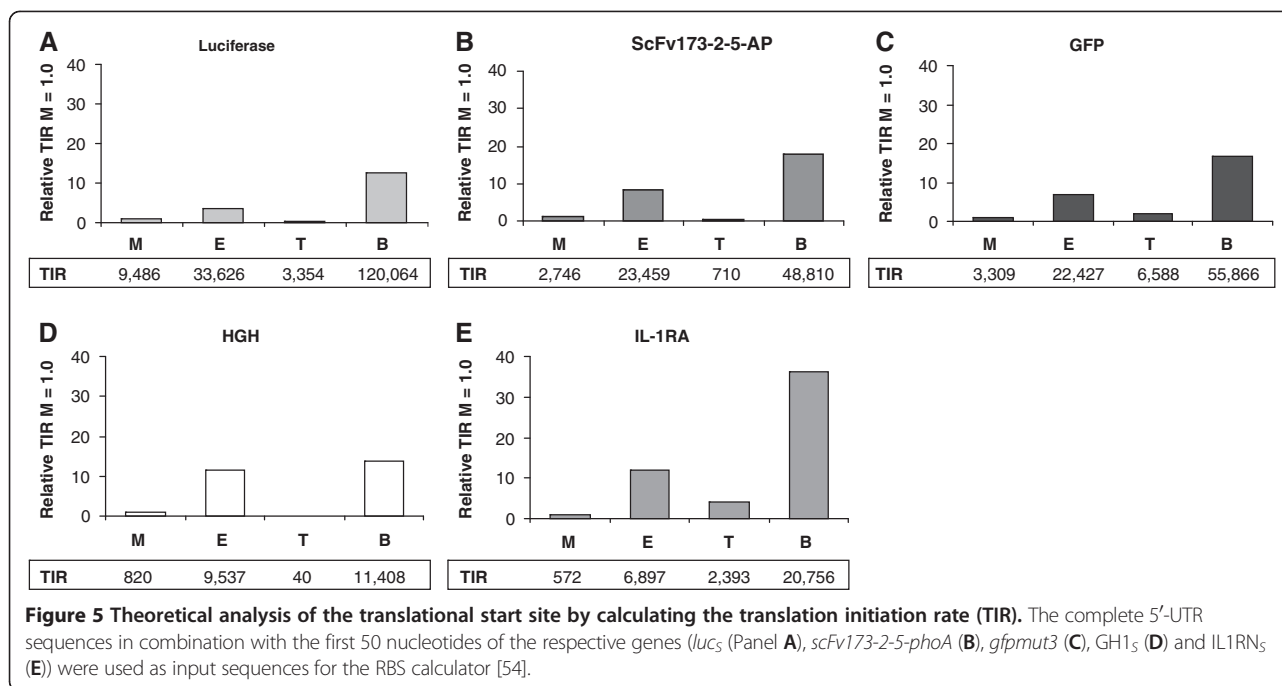 A
Luciferase
Relative TIR M = 1.0
40
30
20
10
0
M E T B
TIR 9,486 33,626 3,354 120,064
B
ScFv173-2-5-AP
Relative TIR M = 1.0
40
30
20
10
0
M E T B
TIR 2,746 23,459 710 48,810
C
GFP
Relative TIR M = 1.0
40
30
20
10
0
M E T B
TIR 3,309 22,427 6,588 55,866
D
HGH
Relative TIR M = 1.0
40
30
20
10
0
M E T B
TIR 820 9,537 40 11,408
E
IL-1RA
Relative TIR M = 1.0
40
30
20
10
0
M E T B
TIR 572 6,897 2,393 20,756
Figure 5 Theoretical analysis of the translational start site by calculating the translation initiation rate (TIR). The complete 5′-UTR
sequences in combination with the first 50 nucleotides of the respective genes (lucS (Panel A), scFv173-2-5-phoA (B), gfpmut3 (C), GH1S (D) and IL1RNS
(E)) were used as input sequences for the RBS calculator [54].